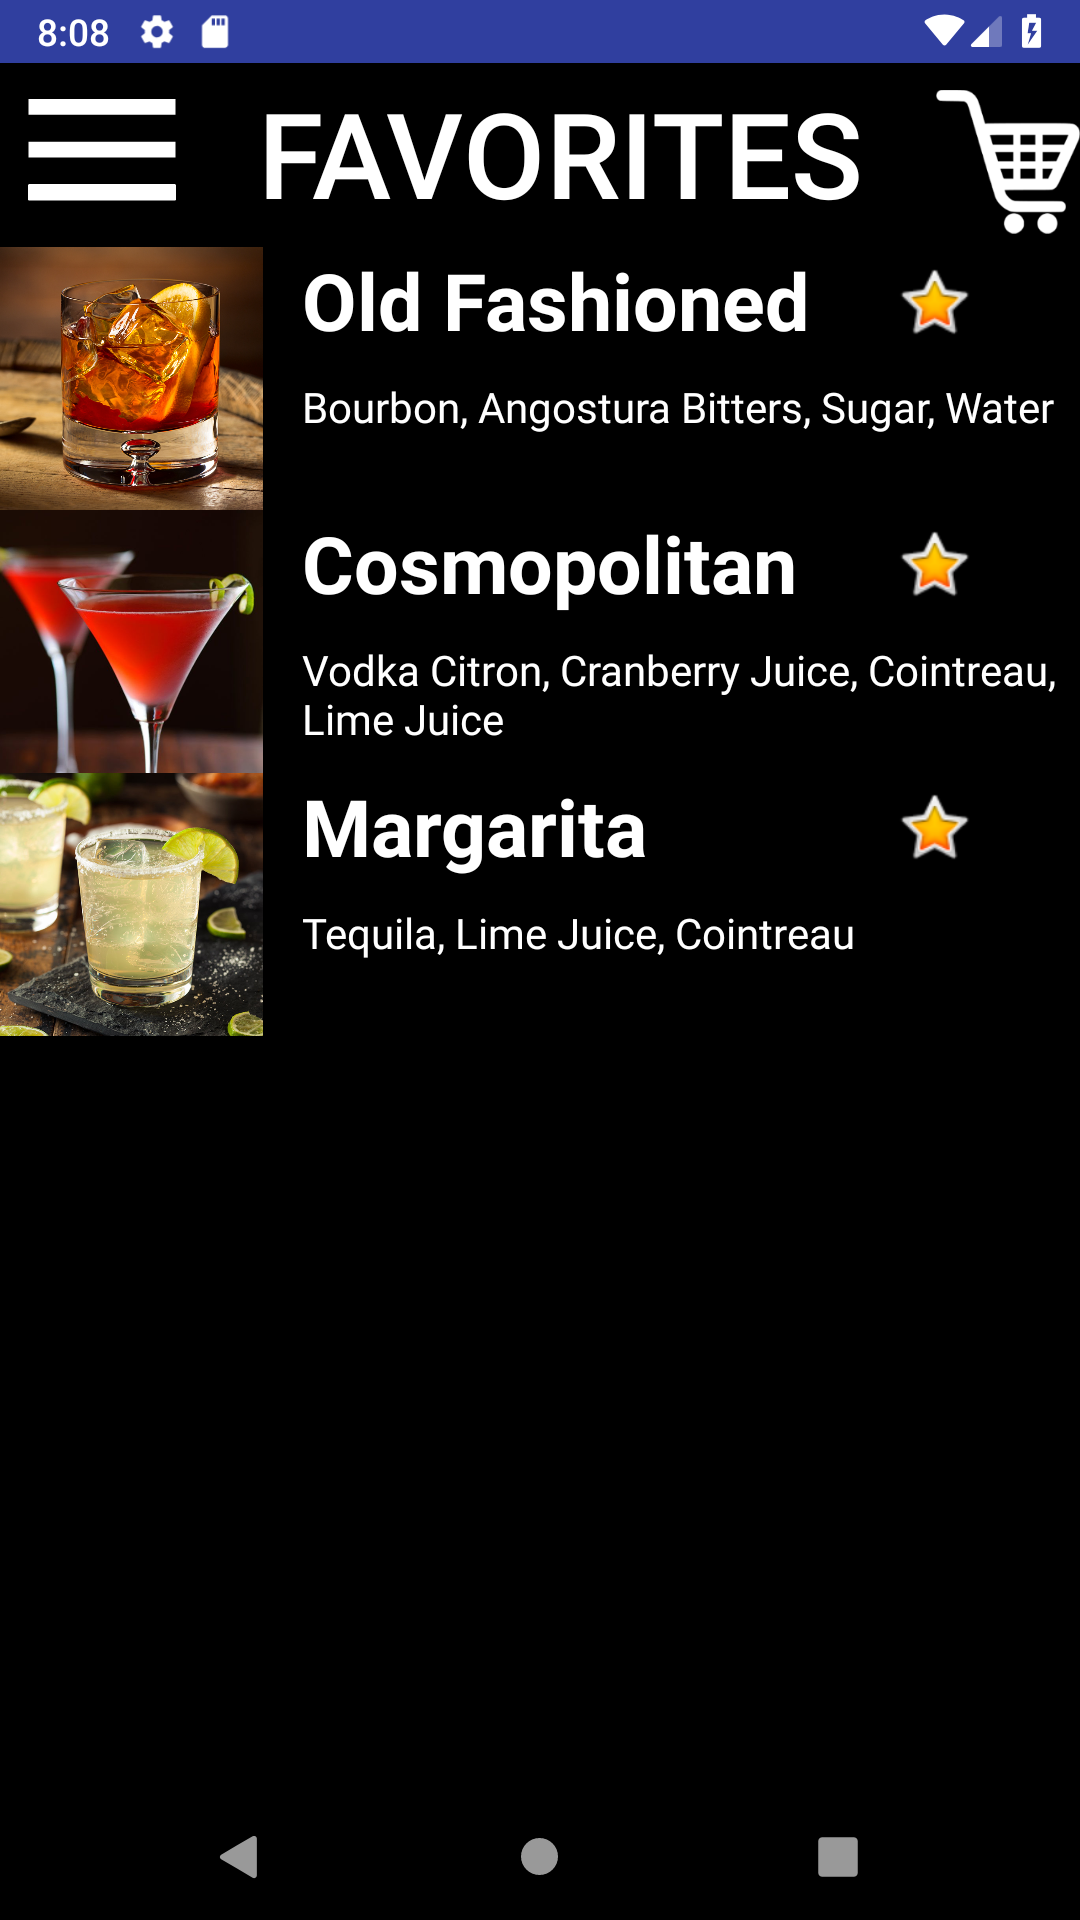 8:08
FAVORITES
Old Fashioned
Bourbon, Angostura Bitters, Sugar, Water
Cosmopolitan
Vodka Citron, Cranberry Juice, Cointreau,
Lime Juice
Margarita
Tequila, Lime Juice, Cointreau